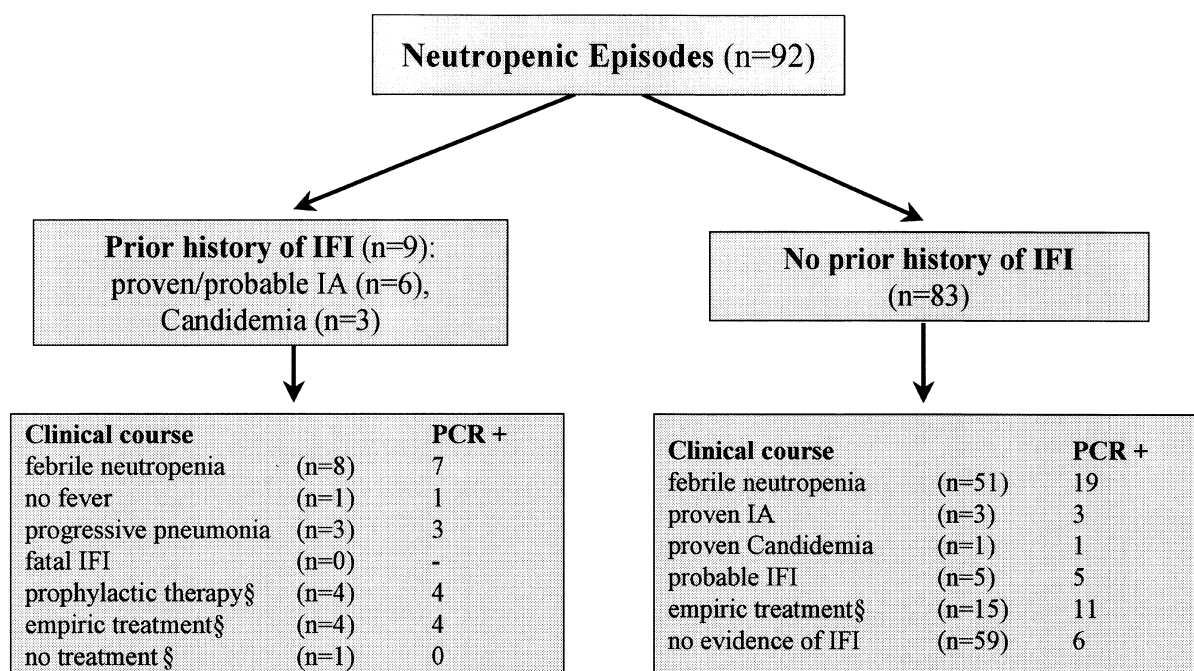 Neutropenic Episodes (n=92)
Prior history of IFI (n=9):
proven/probable IA (n=6),
Candidemia (n=3)
No prior history of IFI
(n=83)
Clinical course PCR +
febrile neutropenia (n=8) 7
no fever (n=1) 1
progressive pneumonia (n=3) 3
fatal IFI (n=0) -
prophylactic therapy§ (n=4) 4
empiric treatment§ (n=4) 4
no treatment § (n=1) 0
Clinical course PCR +
febrile neutropenia (n=51) 19
proven IA (n=3) 3
proven Candidemia (n=1) 1
probable IFI (n=5) 5
empiric treatment§ (n=15) 11
no evidence of IFI (n=59) 6